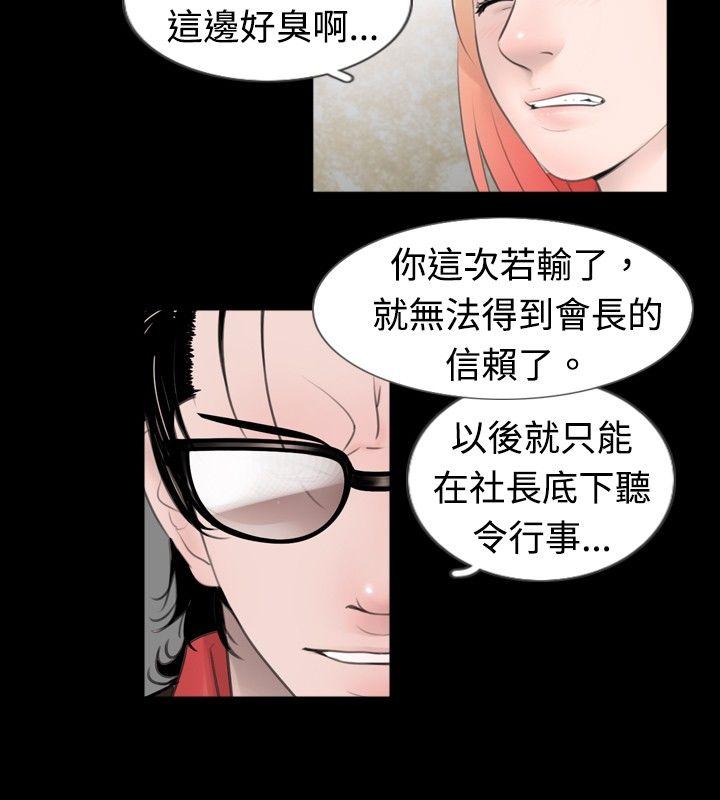 這邊好臭啊...
你這次若輸了，
就無法得到會長的
信賴了。
以後就只能
在社長底下聽
令行事...